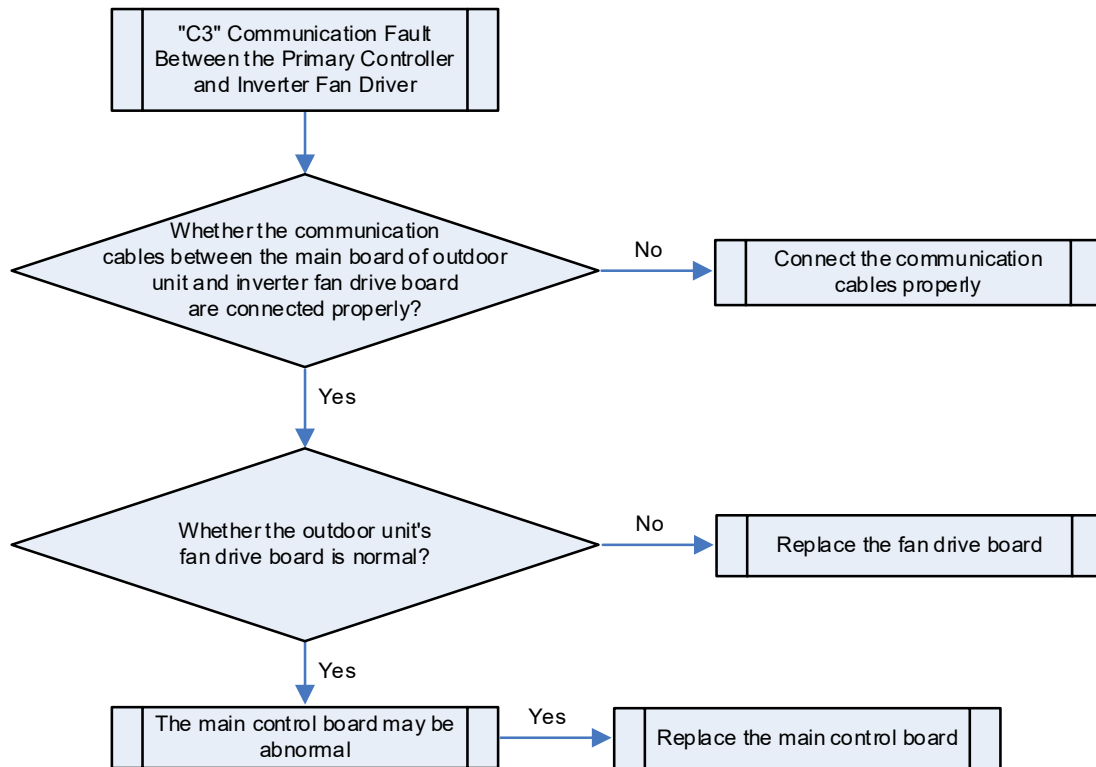 "C3" Communication Fault
Between the Primary Controller
and Inverter Fan Driver
Whether the communication
cables between the main board of outdoor
unit and inverter fan drive board
are connected properly?
No
Connect the communication
cables properly
Yes
Whether the outdoor unit's
fan drive board is normal?
No
Replace the fan drive board
Yes
The main control board may be
abnormal
Yes
Replace the main control board